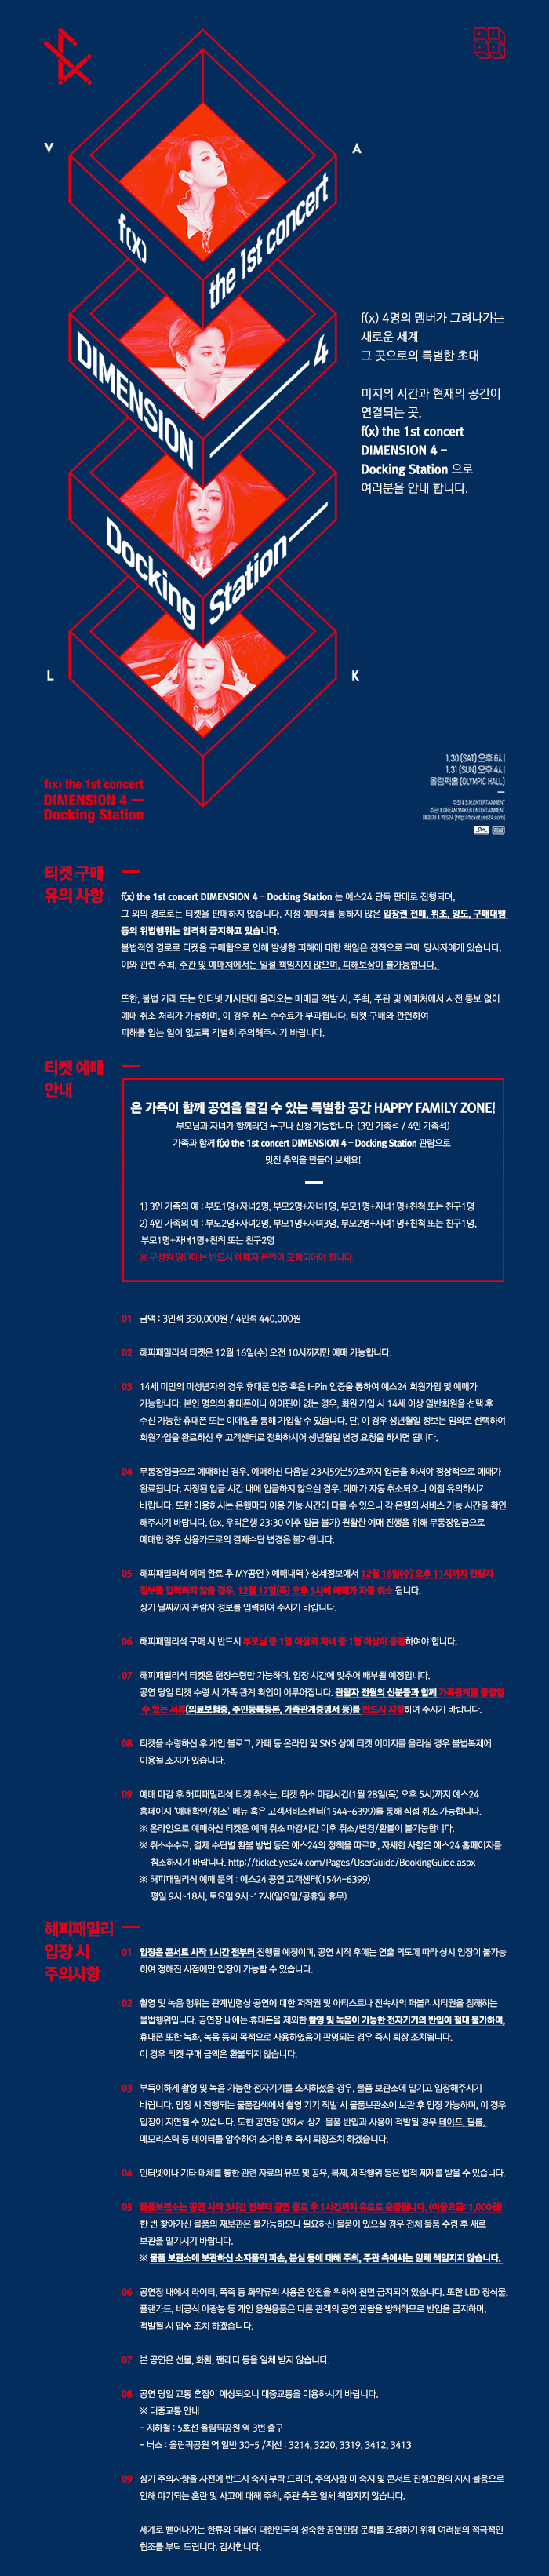 V
A
f(x)
the 1st concert
DIMENSION
4
Docking
Station
L
K
f(x) 4명의 멤버가 그려나가는
새로운 세계
그 곳으로의 특별한 초대
미지의 시간과 현재의 공간이
연결되는 곳.
f(x) the 1st concert
DIMENSION 4 –
Docking Station 으로
여러분을 안내 합니다.
1.30 (SAT) 오후 6시
1.31 (SUN) 오후 4시
올림픽홀 (OLYMPIC HALL)
주최 S.M.ENTERTAINMENT
주관 DREAM MAKER ENTERTAINMENT
예매처 YES24 (http://ticket.yes24.com)
f(x) the 1st concert
DIMENSION 4 —
Docking Station
티켓 구매
유의 사항
f(x) the 1st concert DIMENSION 4 – Docking Station 는 예스24 단독 판매로 진행되며,
그 외의 경로로는 티켓을 판매하지 않습니다. 지정 예매처를 통하지 않은 입장권 전매, 위조, 양도, 구매대행
등의 위법행위는 엄격히 금지하고 있습니다.
불법적인 경로로 티켓을 구매함으로 인해 발생한 피해에 대한 책임은 전적으로 구매 당사자에게 있습니다.
이와 관련 주최, 주관 및 예매처에서는 일절 책임지지 않으며, 피해보상이 불가능합니다.
또한, 불법 거래 또는 인터넷 게시판에 올라오는 매매글 적발 시, 주최, 주관 및 예매처에서 사전 통보 없이
예매 취소 처리가 가능하며, 이 경우 취소 수수료가 부과됩니다. 티켓 구매와 관련하여
피해를 입는 일이 없도록 각별히 주의해주시기 바랍니다.
티켓 예매
안내
온 가족이 함께 공연을 즐길 수 있는 특별한 공간 HAPPY FAMILY ZONE!
부모님과 자녀가 함께라면 누구나 신청 가능합니다. (3인 가족석 / 4인 가족석)
가족과 함께 f(x) the 1st concert DIMENSION 4 – Docking Station 관람으로
멋진 추억을 만들어 보세요!
1) 3인 가족의 예 : 부모1명+자녀2명, 부모2명+자녀1명, 부모1명+자녀1명+친척 또는 친구1명
2) 4인 가족의 예 : 부모2명+자녀2명, 부모1명+자녀3명, 부모2명+자녀1명+친척 또는 친구1명,
부모1명+자녀1명+친척 또는 친구2명
※ 구성원 명단에는 반드시 예매자 본인이 포함되어야 합니다.
01 금액 : 3인석 330,000원 / 4인석 440,000원
02 해피패밀리석 티켓은 12월 16일(수) 오전 10시까지만 예매 가능합니다.
03 14세 미만의 미성년자의 경우 휴대폰 인증 혹은 I-Pin 인증을 통하여 예스24 회원가입 및 예매가
가능합니다. 본인 명의의 휴대폰이나 아이핀이 없는 경우, 회원 가입 시 14세 이상 일반회원을 선택 후
수신 가능한 휴대폰 또는 이메일을 통해 가입할 수 있습니다. 단, 이 경우 생년월일 정보는 임의로 선택하여
회원가입을 완료하신 후 고객센터로 전화하시어 생년월일 변경 요청을 하시면 됩니다.
04 무통장입금으로 예매하신 경우, 예매하신 다음날 23시59분59초까지 입금을 하셔야 정상적으로 예매가
완료됩니다. 지정된 입금 시간 내에 입금하지 않으실 경우, 예매가 자동 취소되오니 이점 유의하시기
바랍니다. 또한 이용하시는 은행마다 이용 가능 시간이 다를 수 있으니 각 은행의 서비스 가능 시간을 확인
해주시기 바랍니다. (ex. 우리은행 23:30 이후 입금 불가) 원활한 예매 진행을 위해 무통장입금으로
예매한 경우 신용카드로의 결제수단 변경은 불가합니다.
05 해피패밀리석 예매 완료 후 MY공연 > 예매내역 > 상세정보에서 12월 16일(수) 오후 11시까지 관람자
정보를 입력하지 않을 경우, 12월 17일(목) 오후 5시에 예매가 자동 취소 됩니다.
상기 날짜까지 관람자 정보를 입력하여 주시기 바랍니다.
06 해피패밀리석 구매 시 반드시 부모님 중 1명 이상과 자녀 중 1명 이상이 동행하여야 합니다.
07 해피패밀리석 티켓은 현장수령만 가능하며, 입장 시간에 맞추어 배부될 예정입니다.
공연 당일 티켓 수령 시 가족 관계 확인이 이루어집니다. 관람자 전원의 신분증과 함께 가족관계를 증명할
수 있는 서류(의료보험증, 주민등록등본, 가족관계증명서 등)를 반드시 지참하여 주시기 바랍니다.
08 티켓을 수령하신 후 개인 블로그, 카페 등 온라인 및 SNS 상에 티켓 이미지를 올리실 경우 불법복제에
이용될 소지가 있습니다.
09 예매 마감 후 해피패밀리석 티켓 취소는, 티켓 취소 마감시간(1월 28일(목) 오후 5시)까지 예스24
홈페이지 ‘예매확인/취소’ 메뉴 혹은 고객서비스센터(1544-6399)를 통해 직접 취소 가능합니다.
※ 온라인으로 예매하신 티켓은 예매 취소 마감시간 이후 취소/변경/환불이 불가능합니다.
※ 취소수수료, 결제 수단별 환불 방법 등은 예스24의 정책을 따르며, 자세한 사항은 예스24 홈페이지를
참조하시기 바랍니다. http://ticket.yes24.com/Pages/UserGuide/BookingGuide.aspx
※ 해피패밀리석 예매 문의 : 예스24 공연 고객센터(1544-6399)
평일 9시~18시, 토요일 9시~17시(일요일/공휴일 휴무)
해피패밀리
입장 시
주의사항
01 입장은 콘서트 시작 1시간 전부터 진행될 예정이며, 공연 시작 후에는 연출 의도에 따라 상시 입장이 불가능
하여 정해진 시점에만 입장이 가능할 수 있습니다.
02 촬영 및 녹음 행위는 관계법령상 공연에 대한 저작권 및 아티스트나 전속사의 퍼블리시티권을 침해하는
불법행위입니다. 공연장 내에는 휴대폰을 제외한 촬영 및 녹음이 가능한 전자기기의 반입이 절대 불가하며,
휴대폰 또한 녹화, 녹음 등의 목적으로 사용하였음이 판명되는 경우 즉시 퇴장 조치됩니다.
이 경우 티켓 구매 금액은 환불되지 않습니다.
03 부득이하게 촬영 및 녹음 가능한 전자기기를 소지하셨을 경우, 물품 보관소에 맡기고 입장해주시기
바랍니다. 입장 시 진행되는 물품검색에서 촬영 기기 적발 시 물품보관소에 보관 후 입장 가능하며, 이 경우
입장이 지연될 수 있습니다. 또한 공연장 안에서 상기 물품 반입과 사용이 적발될 경우 테이프, 필름,
메모리스틱 등 데이터를 압수하여 소거한 후 즉시 퇴장조치 하겠습니다.
04 인터넷이나 기타 매체를 통한 관련 자료의 유포 및 공유, 복제, 제작행위 등은 법적 제재를 받을 수 있습니다.
05 물품보관소는 공연 시작 3시간 전부터 공연 종료 후 1시간까지 유료로 운영됩니다. (이용요금: 1,000원)
한 번 찾아가신 물품의 재보관은 불가능하오니 필요하신 물품이 있으실 경우 전체 물품 수령 후 새로
보관을 맡기시기 바랍니다.
※ 물품 보관소에 보관하신 소지품의 파손, 분실 등에 대해 주최, 주관 측에서는 일체 책임지지 않습니다.
06 공연장 내에서 라이터, 폭죽 등 화약류의 사용은 안전을 위하여 전면 금지되어 있습니다. 또한 LED 장식물,
플랜카드, 비공식 야광봉 등 개인 응원용품은 다른 관객의 공연 관람을 방해하므로 반입을 금지하며,
적발될 시 압수 조치 하겠습니다.
07 본 공연은 선물, 화환, 팬레터 등을 일체 받지 않습니다.
08 공연 당일 교통 혼잡이 예상되오니 대중교통을 이용하시기 바랍니다.
※ 대중교통 안내
- 지하철 : 5호선 올림픽공원 역 3번 출구
- 버스 : 올림픽공원 역 일반 30-5 /지선 : 3214, 3220, 3319, 3412, 3413
09 상기 주의사항을 사전에 반드시 숙지 부탁 드리며, 주의사항 미 숙지 및 콘서트 진행요원의 지시 불응으로
인해 야기되는 혼란 및 사고에 대해 주최, 주관 측은 일체 책임지지 않습니다.
세계로 뻗어나가는 한류와 더불어 대한민국의 성숙한 공연관람 문화를 조성하기 위해 여러분의 적극적인
협조를 부탁 드립니다. 감사합니다.